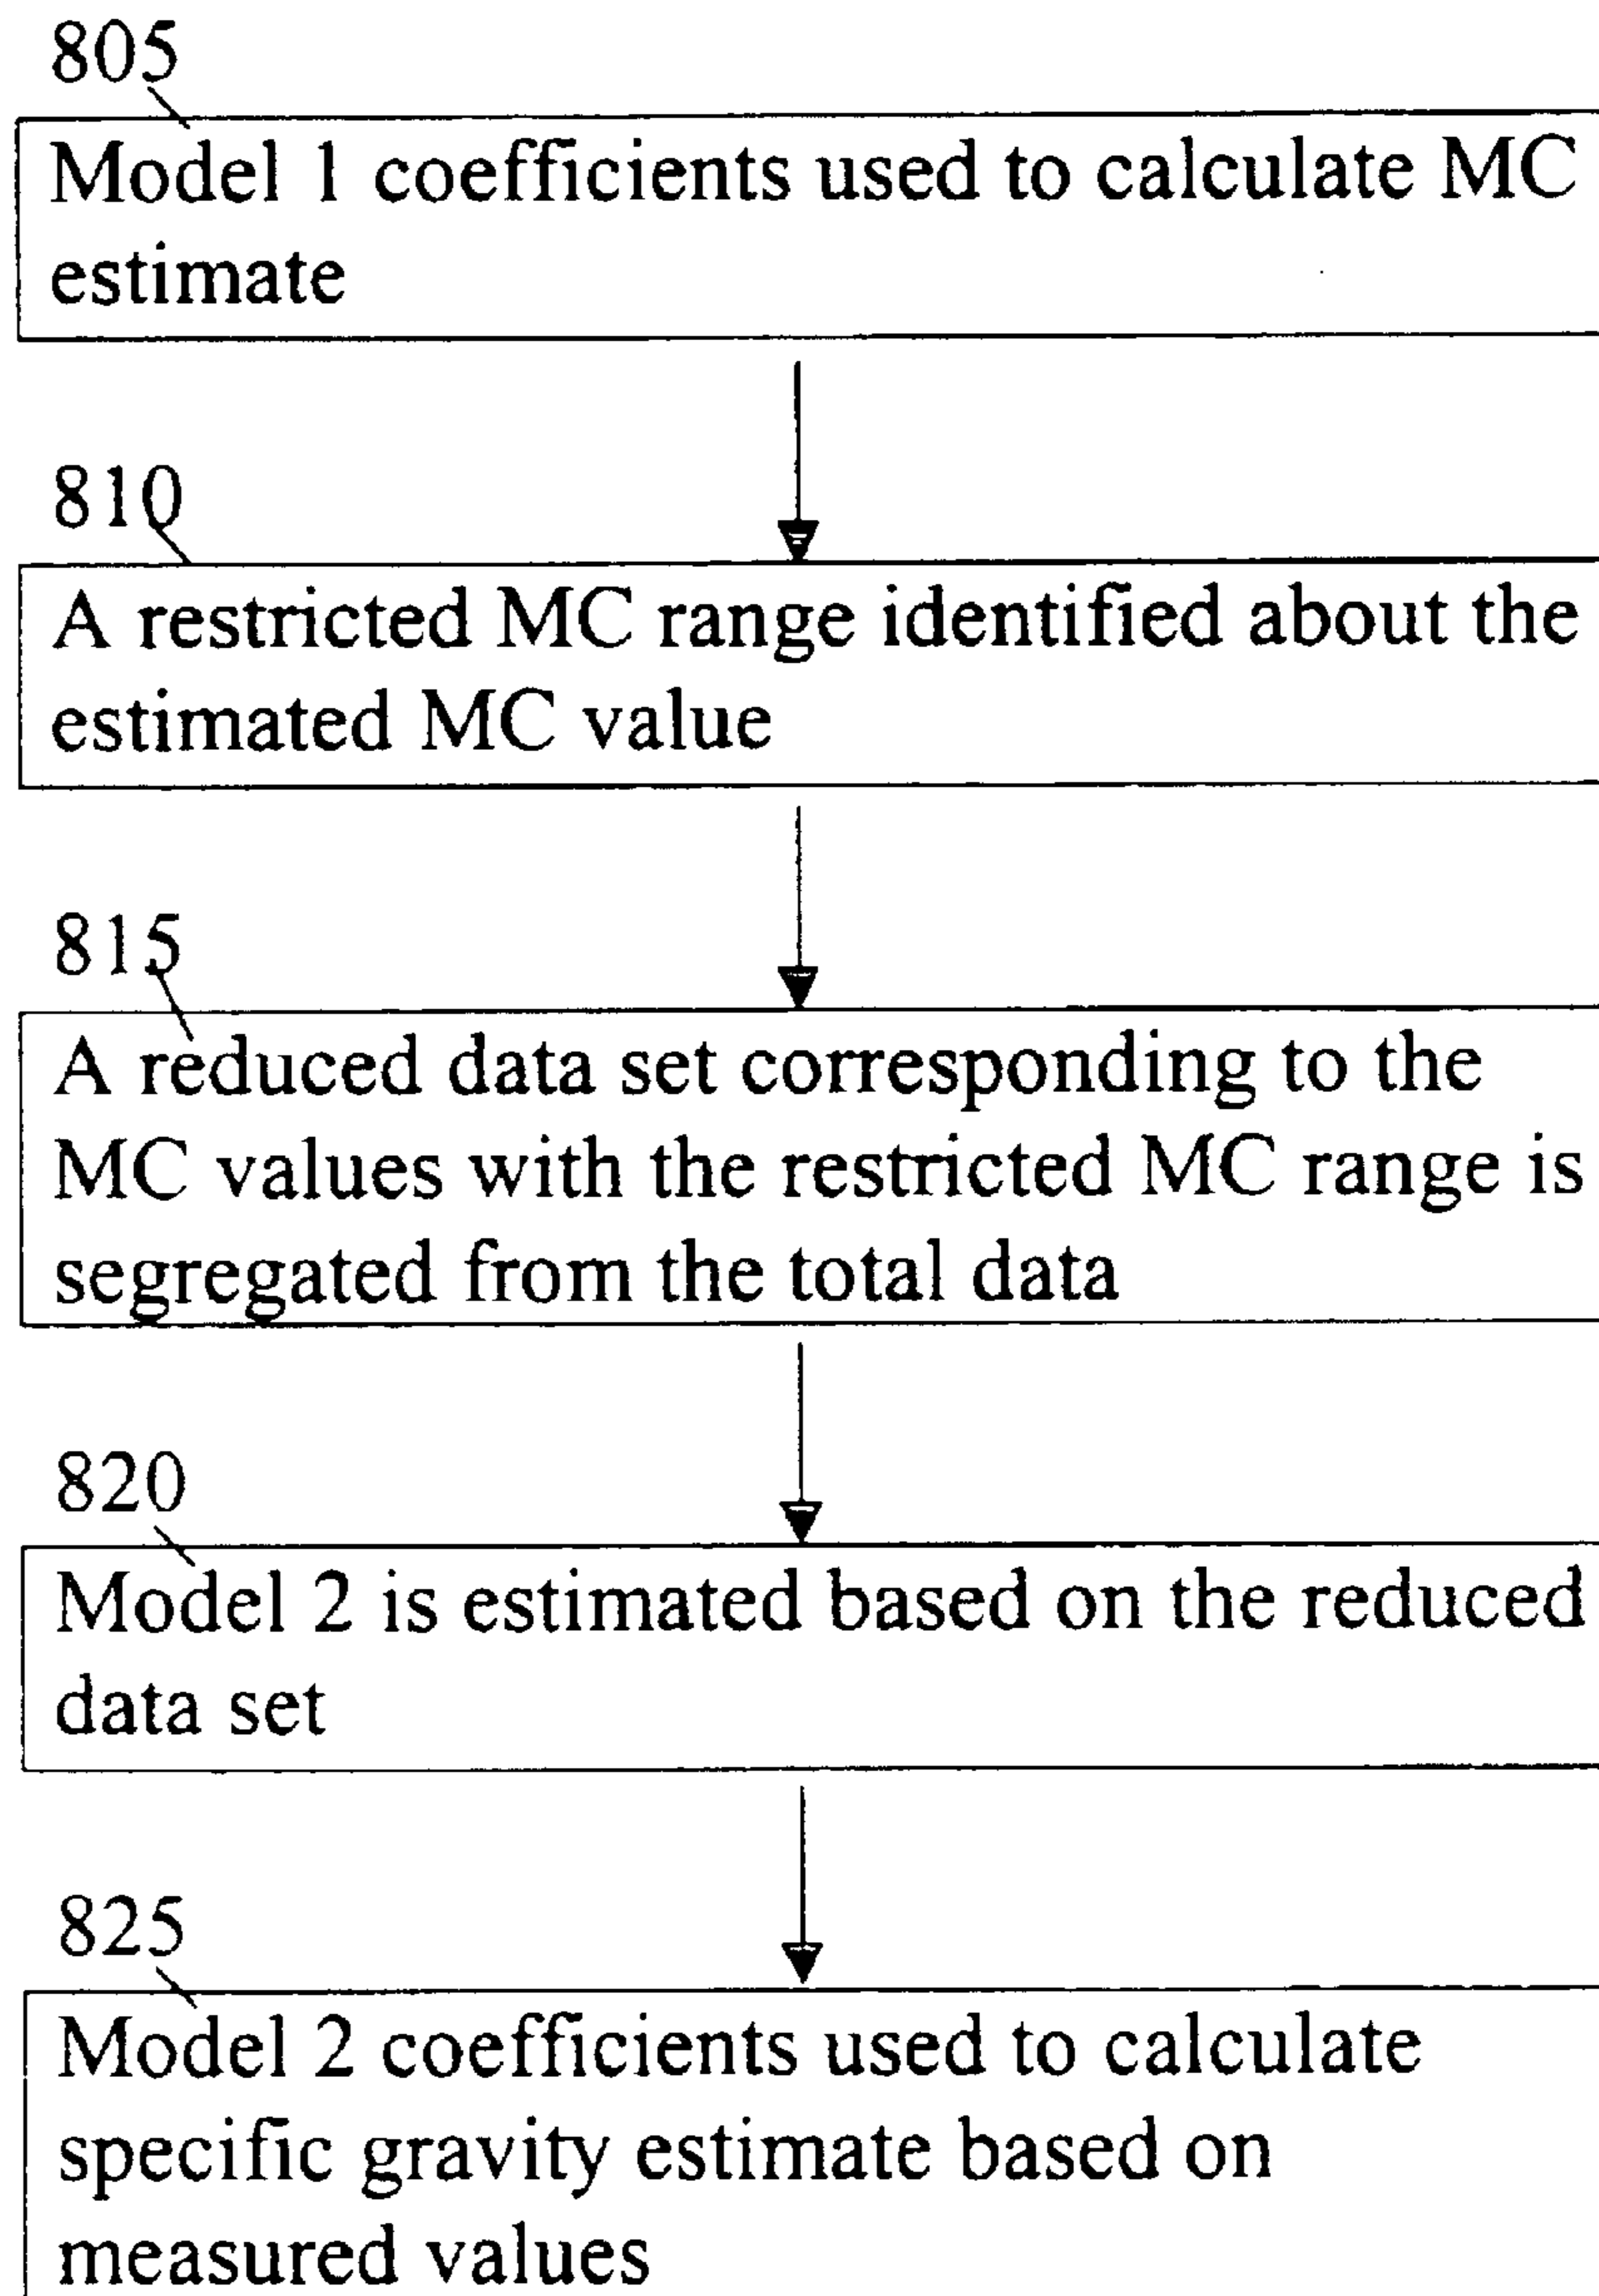 805
Model 1 coefficients used to calculate MC
estimate
810
A restricted MC range identified about the
estimated MC value
815
A reduced data set corresponding to the
MC values with the restricted MC range is
segregated from the total data
820
Model 2 is estimated based on the reduced
data set
825
Model 2 coefficients used to calculate
specific gravity estimate based on
measured values